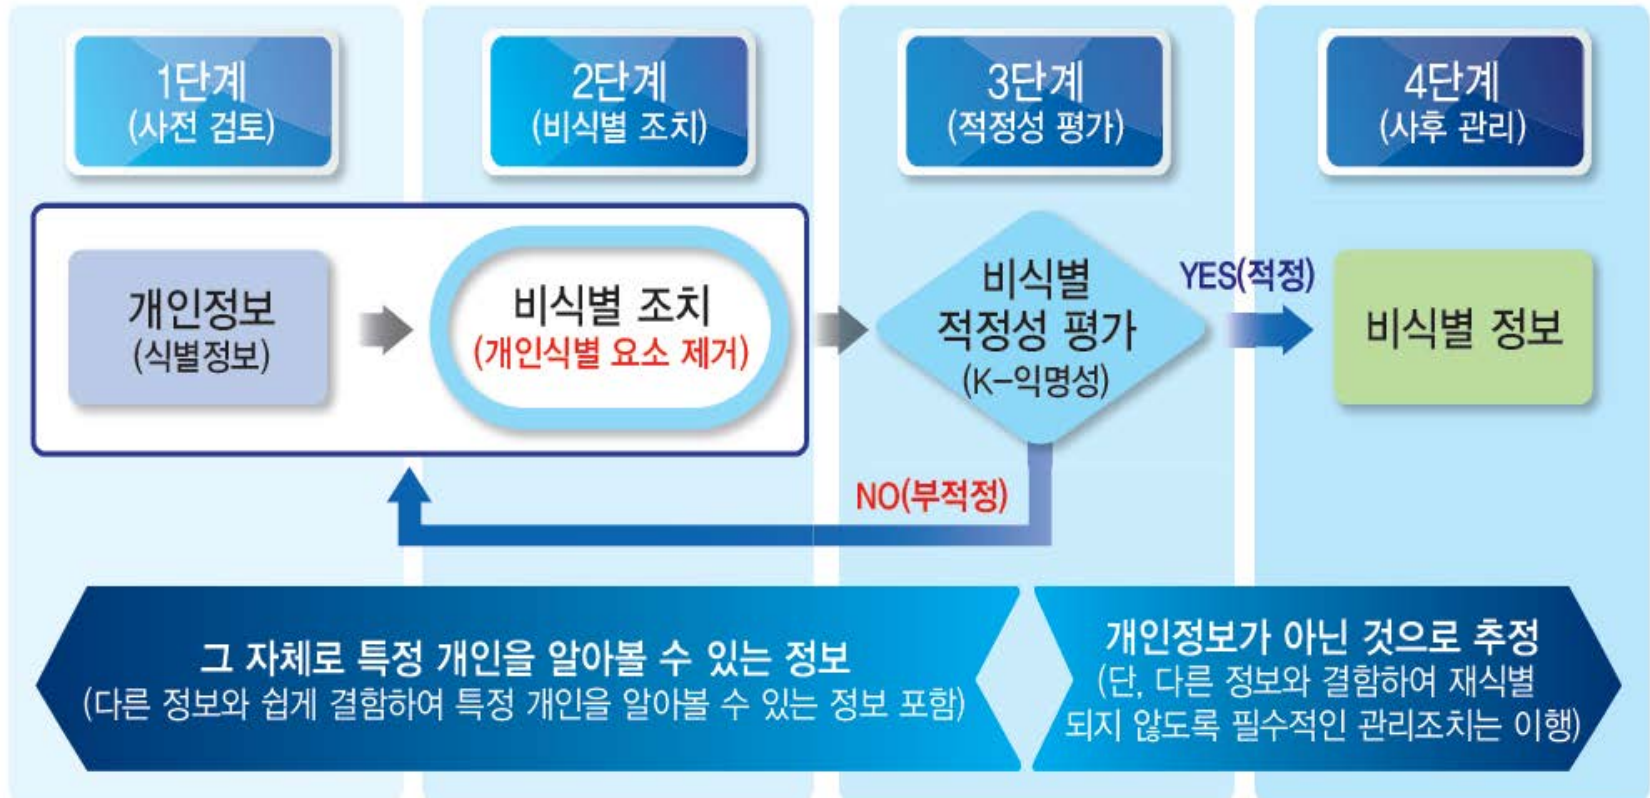 1단계
(사전 검토)
2단계
(비식별 조치)
3단계
(적정성 평가)
4단계
(사후 관리)
개인정보
(식별정보)
비식별 조치
(개인식별 요소 제거)
비식별
적정성 평가
(K-익명성)
YES(적정)
비식별 정보
NO(부적정)
그 자체로 특정 개인을 알아볼 수 있는 정보
(다른 정보와 쉽게 결합하여 특정 개인을 알아볼 수 있는 정보 포함)
개인정보가 아닌 것으로 추정
(단, 다른 정보와 결합하여 재식별
되지 않도록 필수적인 관리조치는 이행)